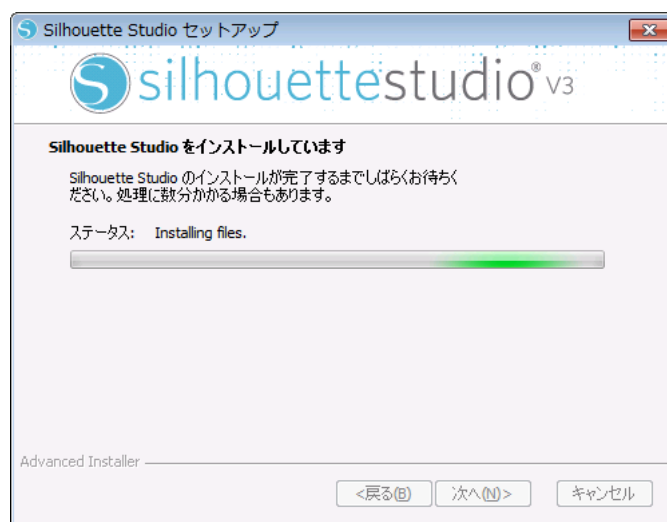 Silhouette Studio セットアップ
S silhouettestudio® V3
Silhouette Studio をインストールしています
Silhouette Studio のインストールが完了するまでしばらくお待ちく
ださい。処理に数分かかる場合もあります。
ステータス: Installing files.
Advanced Installer
<戻る(B) 次へ(N)> キャンセル